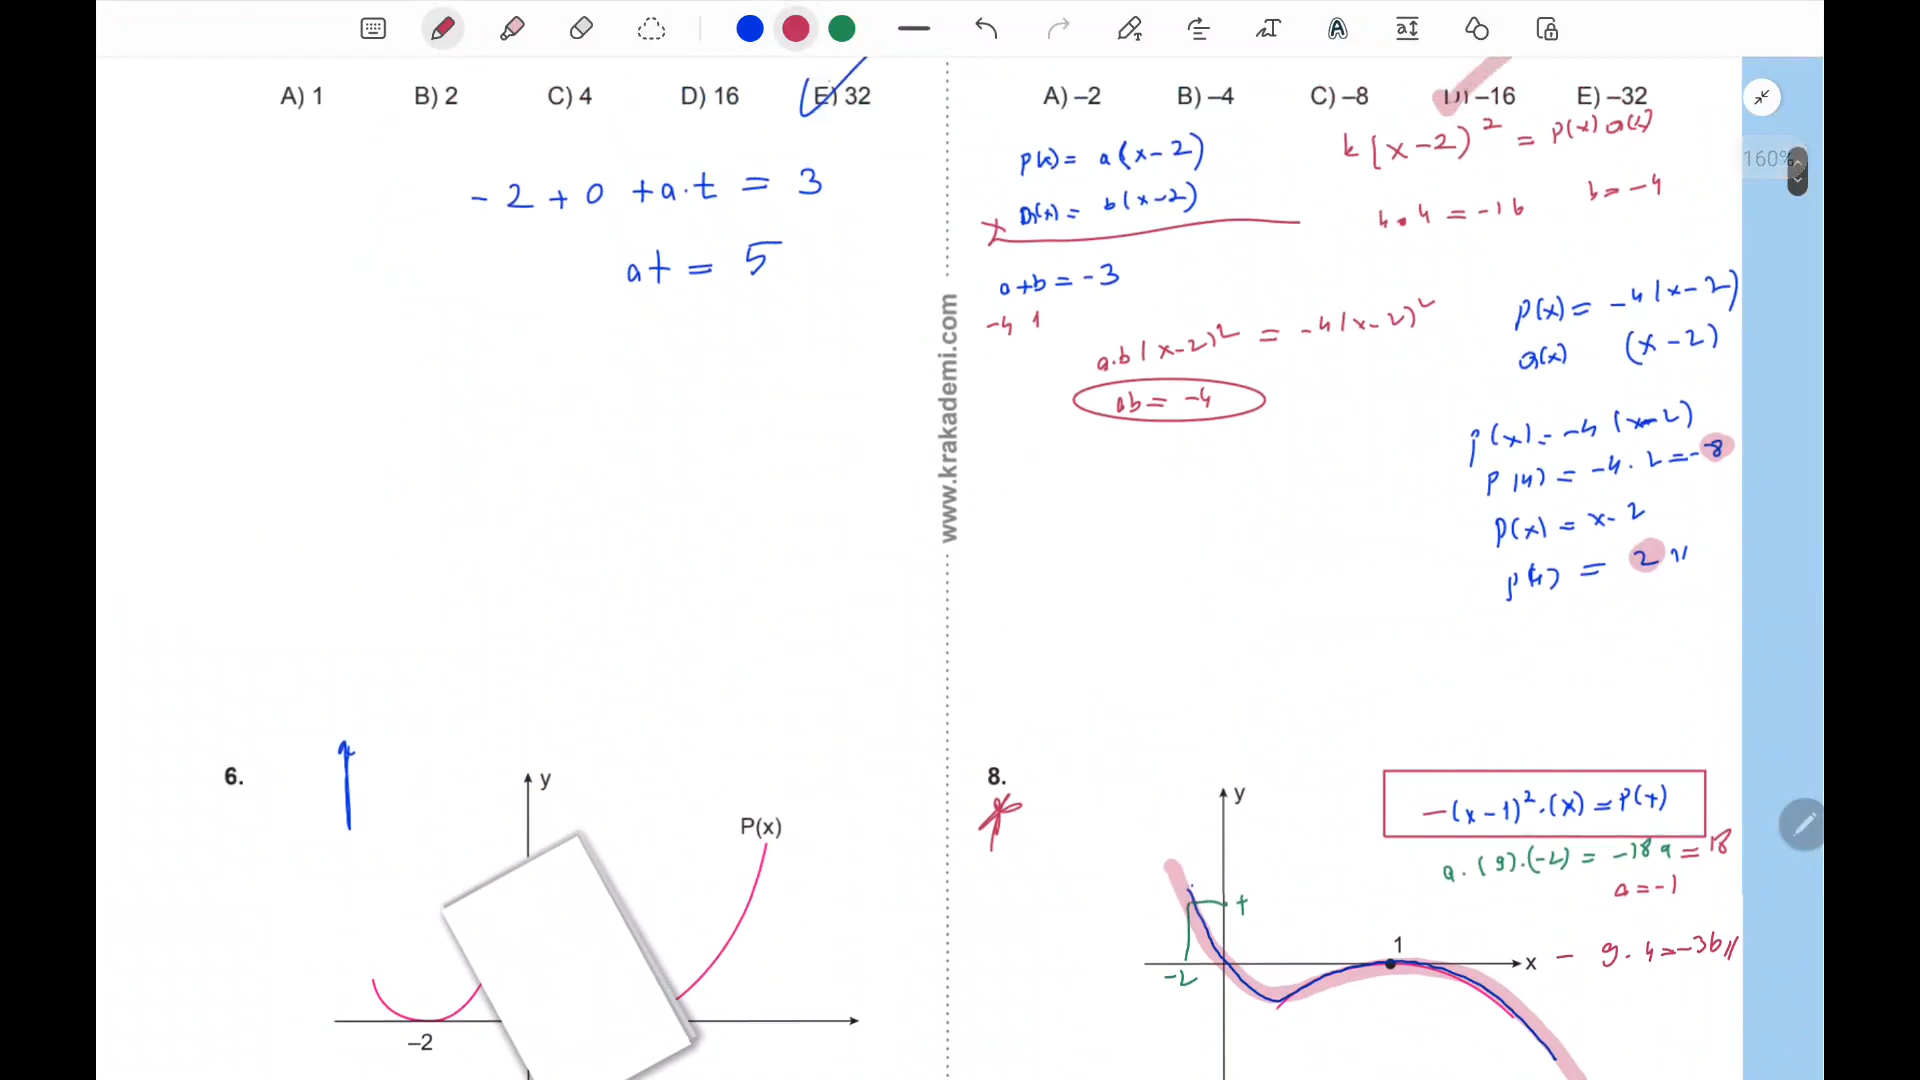 160%
A) 1 B) 2 C) 4 D) 16 E) 32
-2 + 0 + a.t = 3
at = 5
6.
y
P(x)
–2
www.krakademi.com
A) –2 B) –4 C) –8 D) –16 E) –32
p(x) = a(x-2)
Q(x) = b(x-2)
x
a+b = -3
-4 1
a.b(x-2)² = -4(x-2)²
ab = -4
k(x-2)² = P(x) Q(x)
4.4 = -16
k = -4
P(x) = -4(x-2)
Q(x) (x-2)
P(x) = -4(x-2)
P(4) = -4.2 = -8
P(x) = x-2
P(4) = 2 //
8.
y
-(x-1)².(x) = P(x)
a.(9).(-2) = -18a = 18
a = -1
- 9.4 = -36//
t
-2
1
x